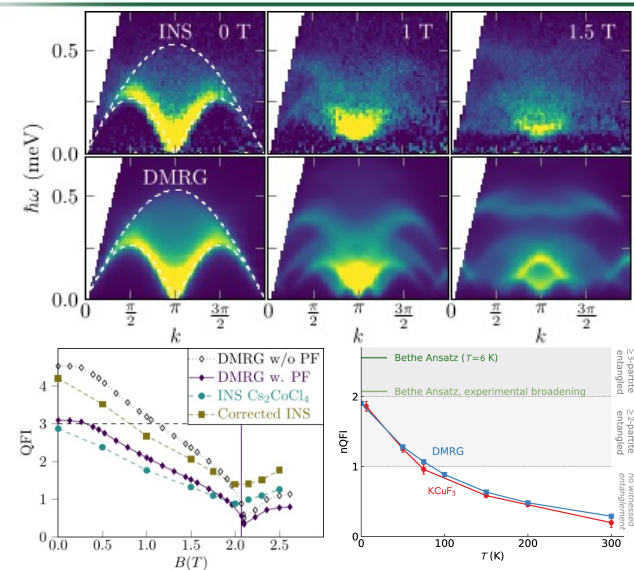 INS 0 T
1 T
1.5 T
0.5
0.0
ħω (meV)
DMRG
0.5
0.0
0 π/2 π 3π/2 0 π/2 π 3π/2 0 π/2 π 3π/2
k k k
DMRG w/o PF
DMRG w. PF
INS Cs₂CoCl₄
Corrected INS
QFI
4
3
2
1
0
0.0 0.5 1.0 1.5 2.0 2.5
B(T)
Bethe Ansatz (T=6 K)
Bethe Ansatz, experimental broadening
DMRG
KCuF₃
nQFI
2
1
0 50 100 150 200 250 300
T (K)
≥3-partite
entangled
≥2-partite
entangled
no witnessed
entanglement